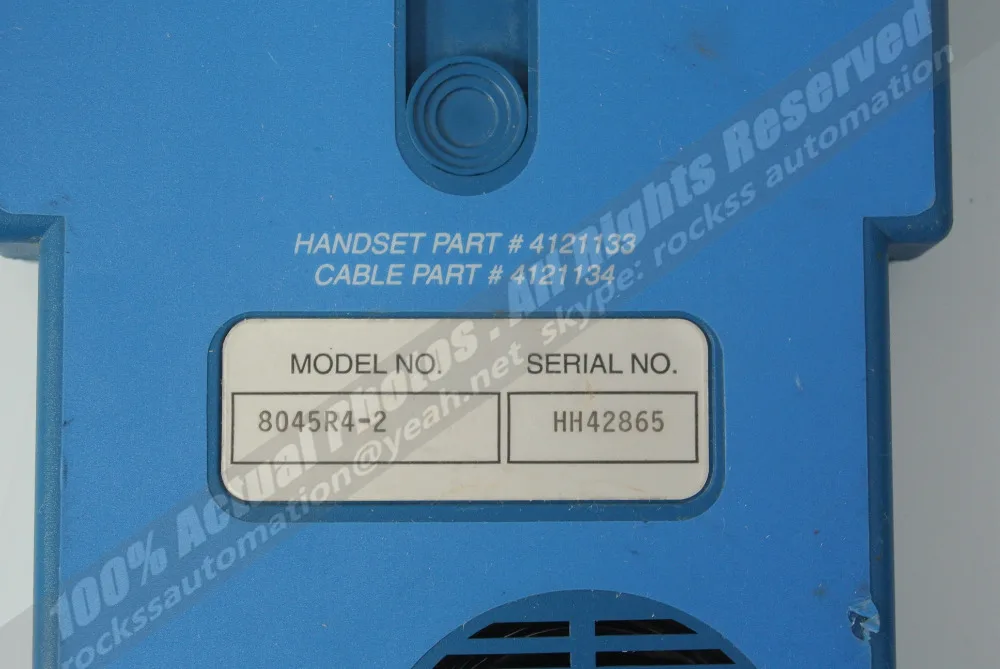 HANDSET PART # 4121133
CABLE PART # 4121134
MODEL NO. SERIAL NO.
8045R4-2 HH42865
100% Actual Photos . All Rights Reserved
rockssautomation@yeah.net skype: rockss automation